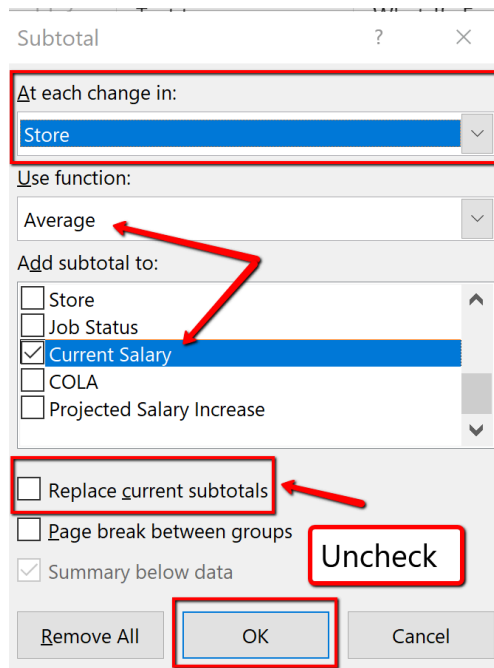 Subtotal ?
At each change in:
Store
Use function:
Average
Add subtotal to:
Store
Job Status
Current Salary
COLA
Projected Salary Increase
Replace current subtotals
Page break between groups
Uncheck
Summary below data
Remove All OK Cancel